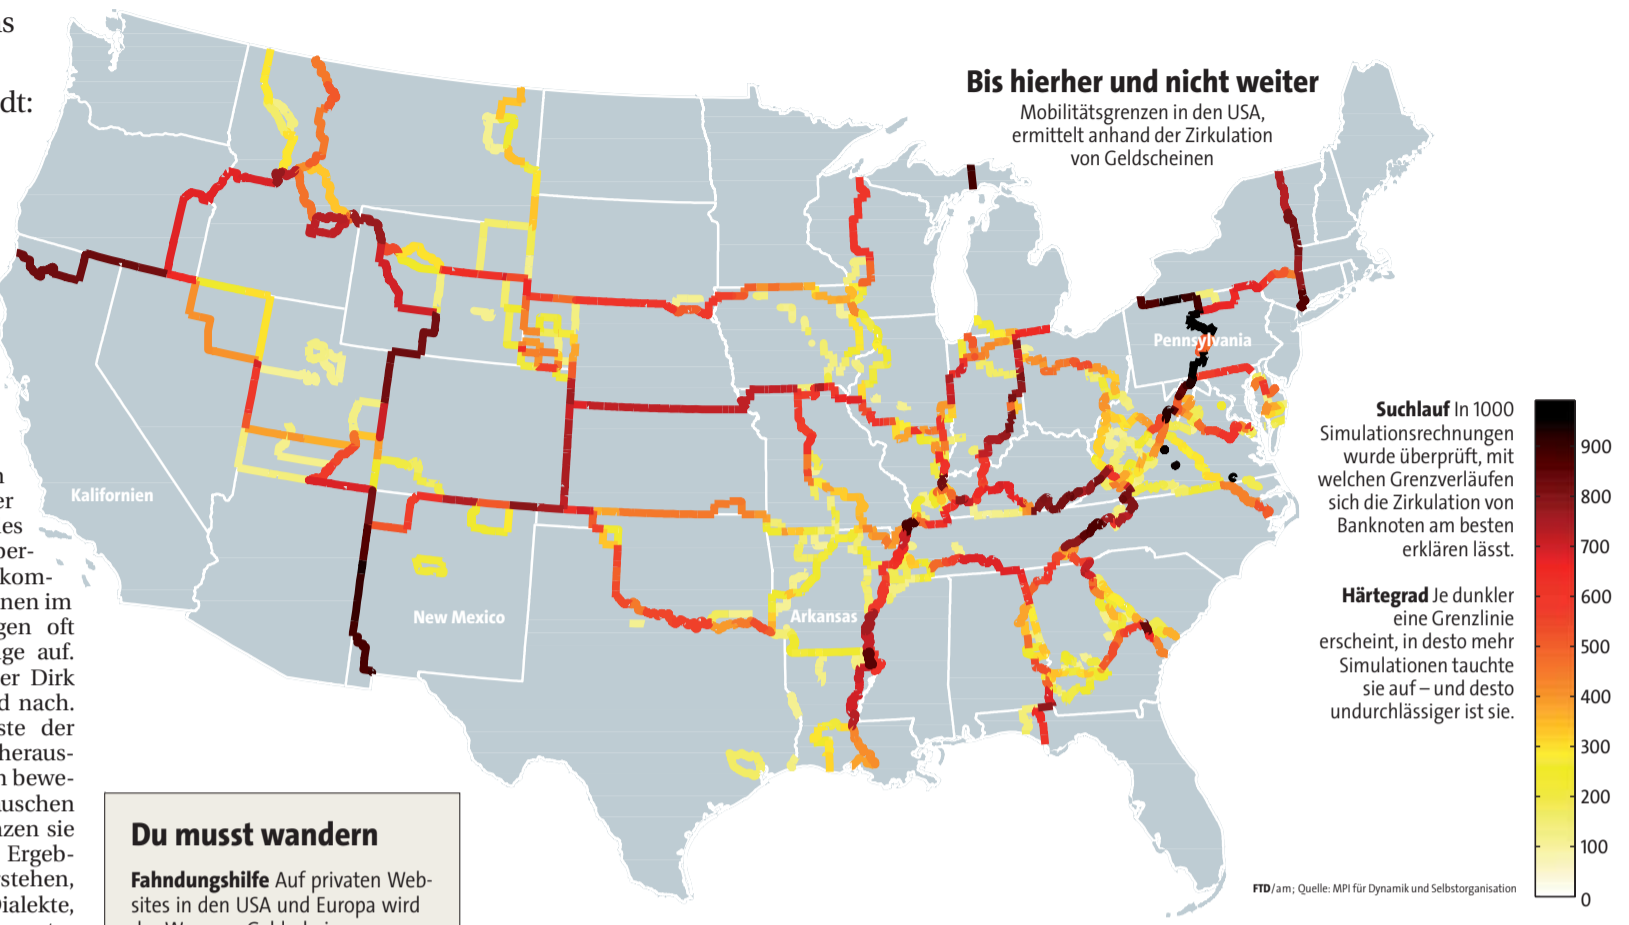 dt:
Bis hierher und nicht weiter
Mobilitätsgrenzen in den USA,
ermittelt anhand der Zirkulation
von Geldscheinen
Pennsylvania
Kalifornien
New Mexico
Arkansas
Suchlauf In 1000
Simulationsrechnungen
wurde überprüft, mit
welchen Grenzverläufen
sich die Zirkulation von
Banknoten am besten
erklären lässt.
Härtegrad Je dunkler
eine Grenzlinie
erscheint, in desto mehr
Simulationen tauchte
sie auf – und desto
undurchlässiger ist sie.
900
800
700
600
500
400
300
200
100
0
FTD/am; Quelle: MPI für Dynamik und Selbstorganisation
n
er
es
ber-
kom-
nen im
gen oft
ge auf.
er Dirk
d nach.
ste der
heraus-
n bewe-
uschen
nzen sie
Ergeb-
rstehen,
Dialekte,
Du musst wandern
Fahndungshilfe Auf privaten Web-
sites in den USA und Europa wird